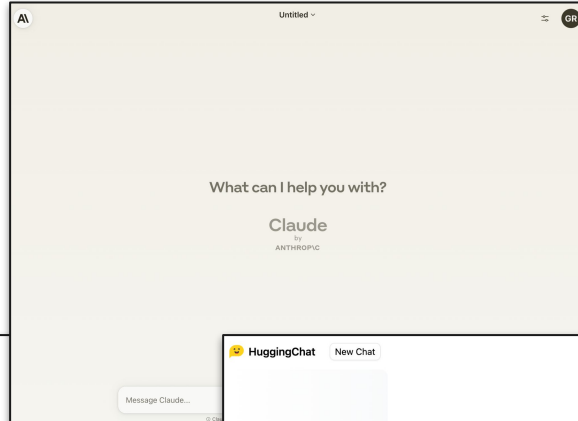 A\
Untitled
GR
What can I help you with?
Claude
by
ANTHROP\C
HuggingChat
New Chat
Message Claude...